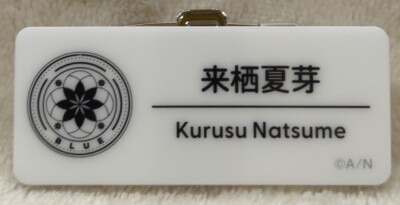 来栖夏芽
Kurusu Natsume
BLUE
©A/N